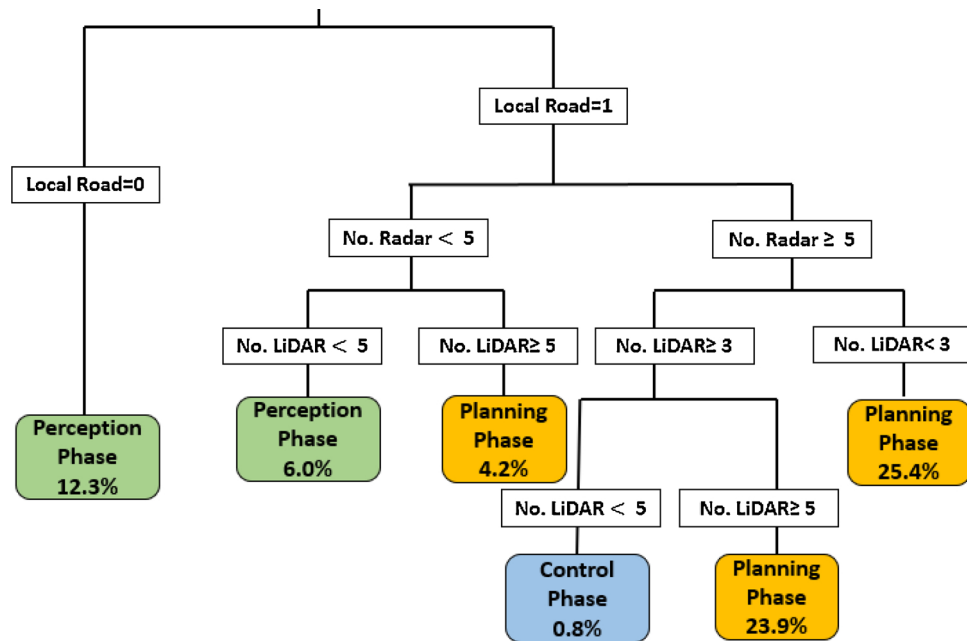 Local Road=1
Local Road=0
No. Radar < 5
No. Radar ≥ 5
No. LiDAR < 5
No. LiDAR≥ 5
No. LiDAR≥ 3
No. LiDAR< 3
Perception
Phase
12.3%
Perception
Phase
6.0%
Planning
Phase
4.2%
Planning
Phase
25.4%
No. LiDAR < 5
No. LiDAR≥ 5
Control
Phase
0.8%
Planning
Phase
23.9%